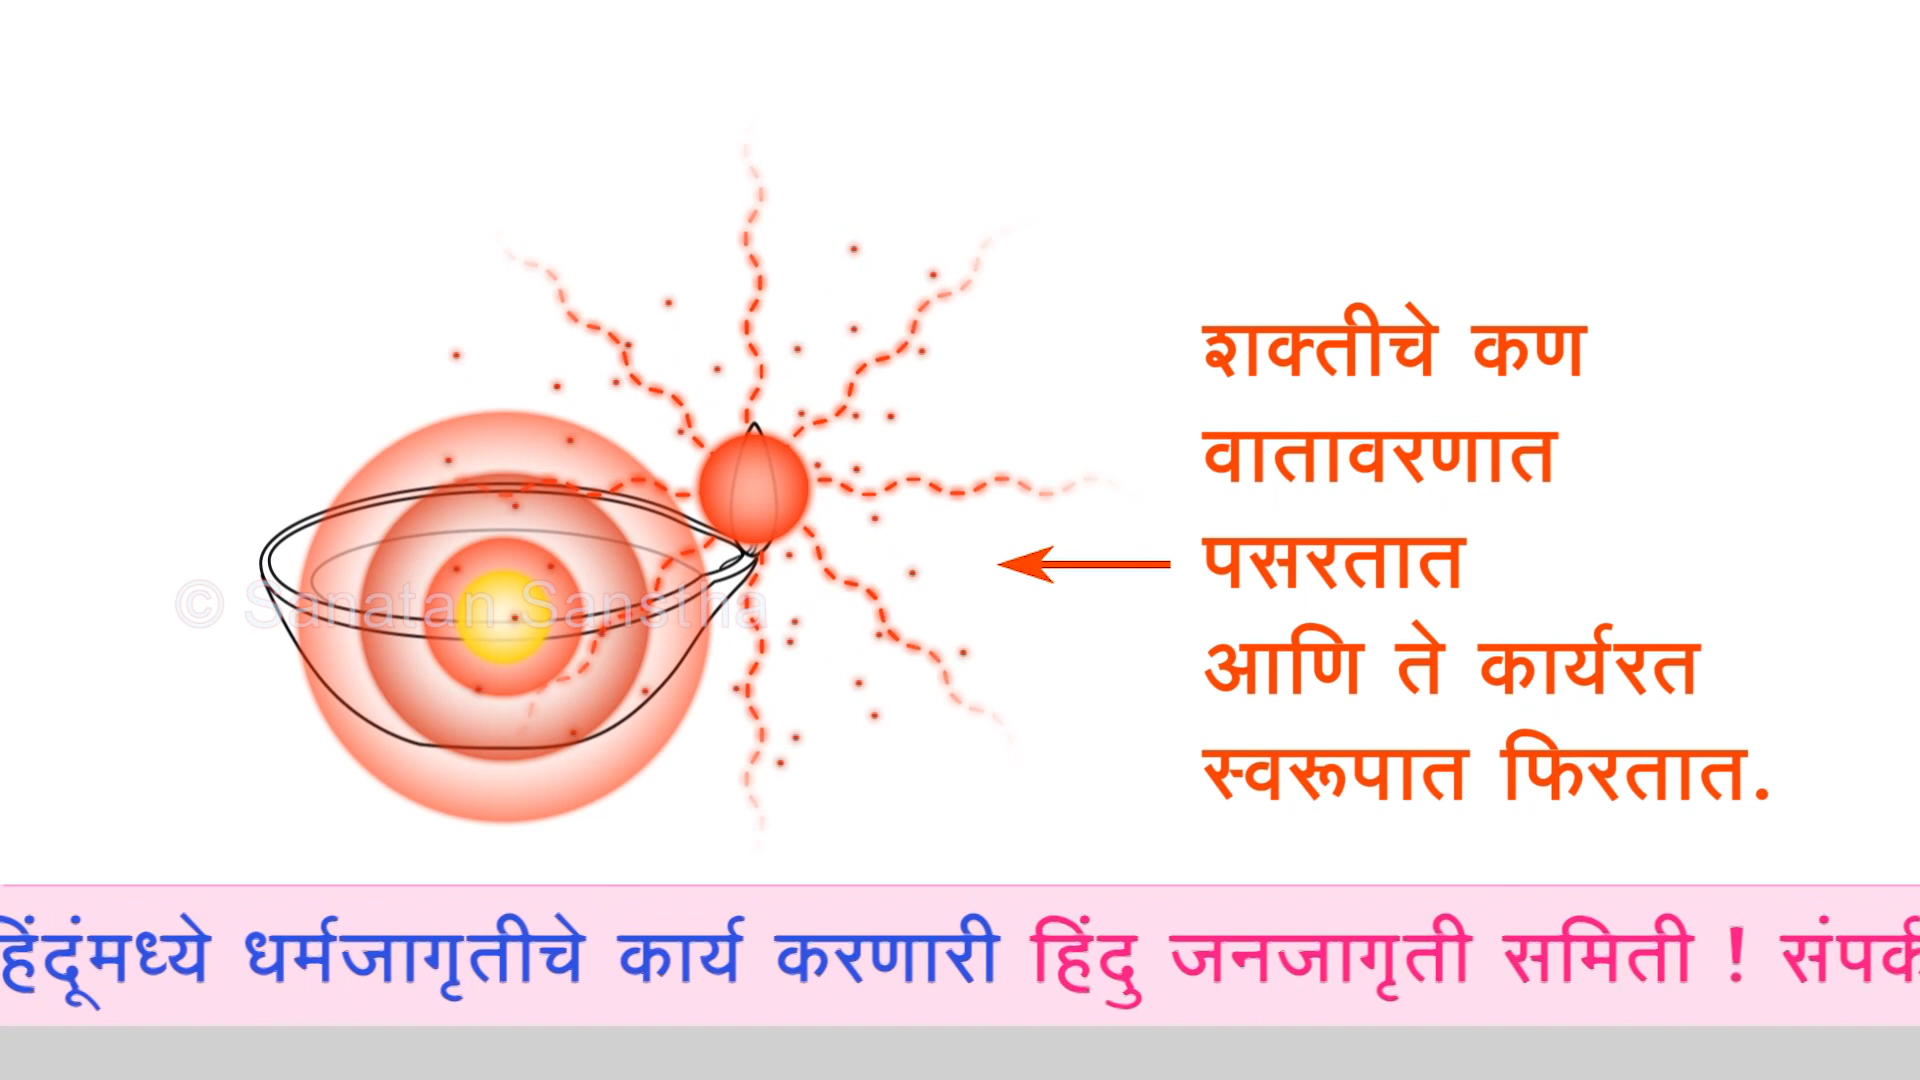 शक्तीचे कण
वातावरणात
पसरतात
© Sanatan Sanstha
आणि ते कार्यरत
स्वरूपात फिरतात.
हिंदूंमध्ये धर्मजागृतीचे कार्य करणारी हिंदु जनजागृती समिती !